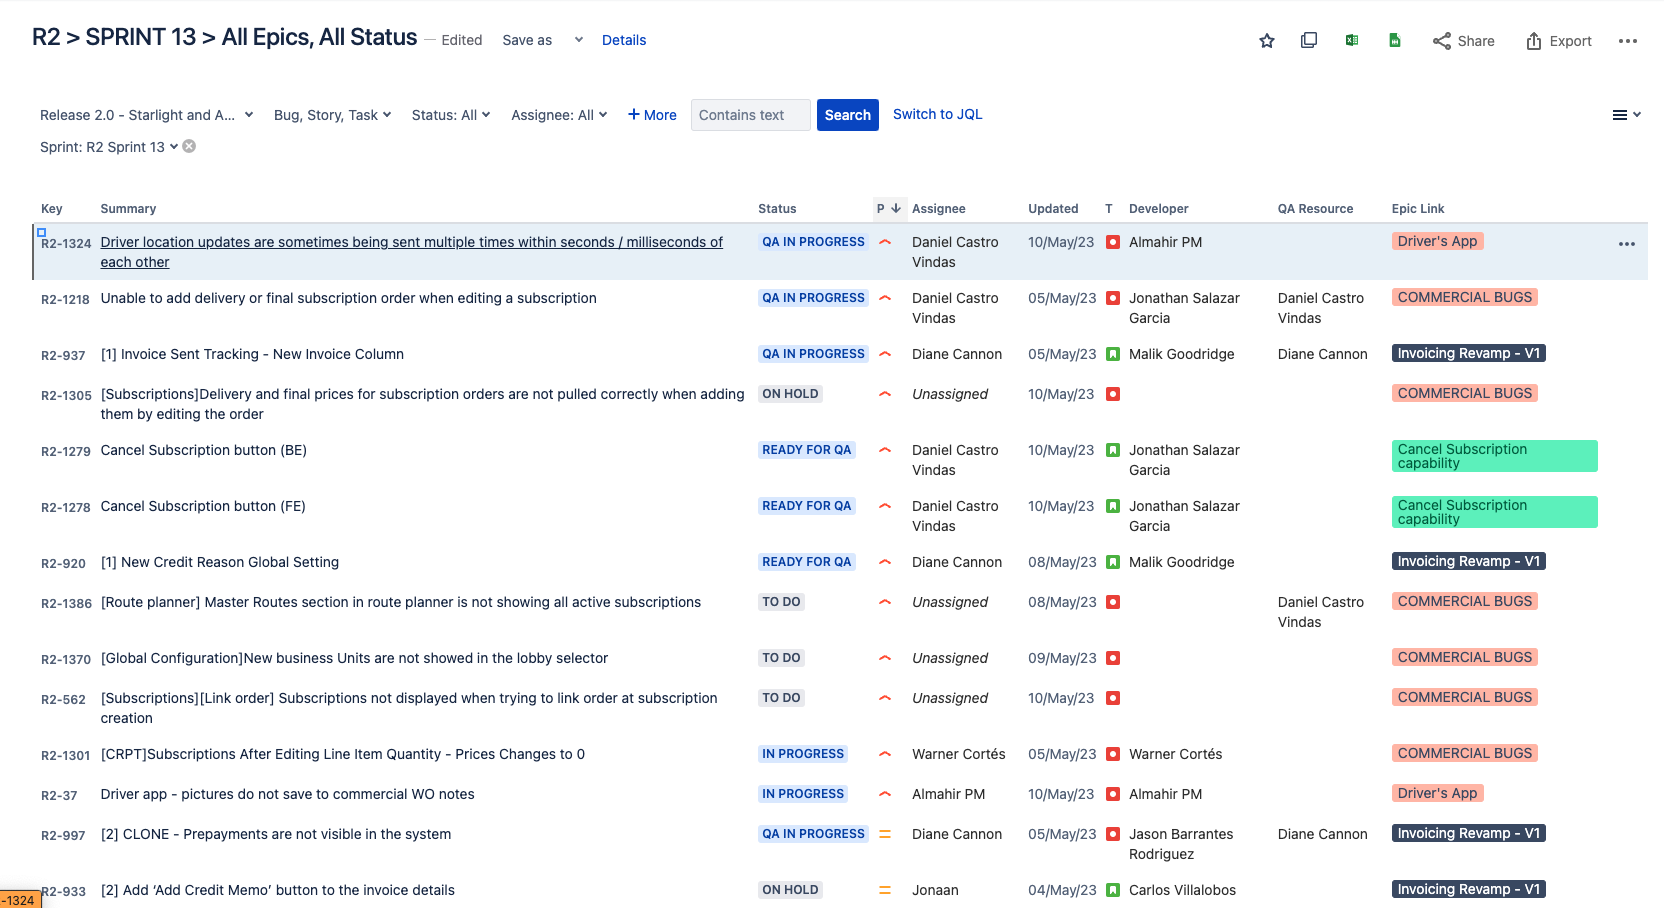 R2 > SPRINT 13 > All Epics, All Status — Edited Save as Details Share Export
Release 2.0 - Starlight and A... Bug, Story, Task Status: All Assignee: All + More Contains text Search Switch to JQL
Sprint: R2 Sprint 13
Key Summary Status P Assignee Updated T Developer QA Resource Epic Link
R2-1324 Driver location updates are sometimes being sent multiple times within seconds / milliseconds of QA IN PROGRESS Daniel Castro 10/May/23 Almahir PM Driver's App
each other Vindas
R2-1218 Unable to add delivery or final subscription order when editing a subscription QA IN PROGRESS Daniel Castro 05/May/23 Jonathan Salazar Daniel Castro COMMERCIAL BUGS
Vindas Garcia Vindas
R2-937 [1] Invoice Sent Tracking - New Invoice Column QA IN PROGRESS Diane Cannon 05/May/23 Malik Goodridge Diane Cannon Invoicing Revamp - V1
R2-1305 [Subscriptions]Delivery and final prices for subscription orders are not pulled correctly when adding ON HOLD Unassigned 10/May/23 COMMERCIAL BUGS
them by editing the order
R2-1279 Cancel Subscription button (BE) READY FOR QA Daniel Castro 10/May/23 Jonathan Salazar Cancel Subscription
Vindas Garcia capability
R2-1278 Cancel Subscription button (FE) READY FOR QA Daniel Castro 10/May/23 Jonathan Salazar Cancel Subscription
Vindas Garcia capability
R2-920 [1] New Credit Reason Global Setting READY FOR QA Diane Cannon 08/May/23 Malik Goodridge Invoicing Revamp - V1
R2-1386 [Route planner] Master Routes section in route planner is not showing all active subscriptions TO DO Unassigned 08/May/23 Daniel Castro COMMERCIAL BUGS
Vindas
R2-1370 [Global Configuration]New business Units are not showed in the lobby selector TO DO Unassigned 09/May/23 COMMERCIAL BUGS
R2-562 [Subscriptions][Link order] Subscriptions not displayed when trying to link order at subscription TO DO Unassigned 10/May/23 COMMERCIAL BUGS
creation
R2-1301 [CRPT]Subscriptions After Editing Line Item Quantity - Prices Changes to 0 IN PROGRESS Warner Cortés 05/May/23 Warner Cortés COMMERCIAL BUGS
R2-37 Driver app - pictures do not save to commercial WO notes IN PROGRESS Almahir PM 10/May/23 Almahir PM Driver's App
R2-997 [2] CLONE - Prepayments are not visible in the system QA IN PROGRESS Diane Cannon 05/May/23 Jason Barrantes Diane Cannon Invoicing Revamp - V1
Rodriguez
R2-933 [2] Add ‘Add Credit Memo’ button to the invoice details ON HOLD Jonaan 04/May/23 Carlos Villalobos Invoicing Revamp - V1
-1324